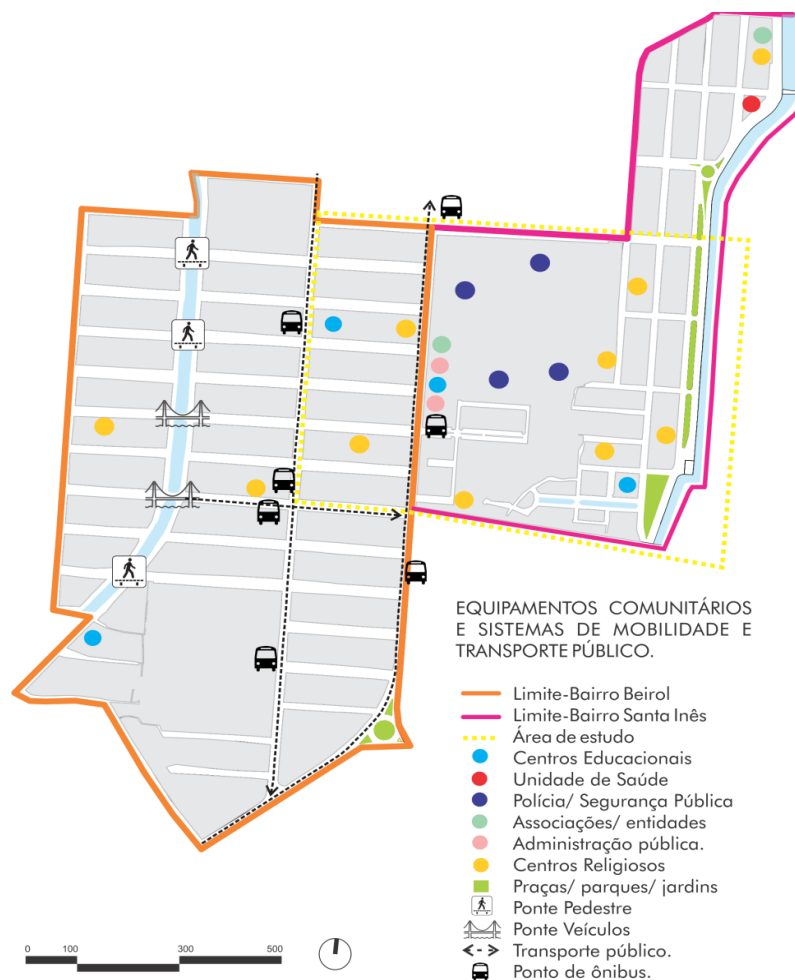 EQUIPAMENTOS COMUNITÁRIOS
E SISTEMAS DE MOBILIDADE E
TRANSPORTE PÚBLICO.
Limite-Bairro Beirol
Limite-Bairro Santa Inês
Área de estudo
Centros Educacionais
Unidade de Saúde
Polícia/ Segurança Pública
Associações/ entidades
Administração pública.
Centros Religiosos
Praças/ parques/ jardins
Ponte Pedestre
Ponte Veículos
Transporte público.
Ponto de ônibus.
0 100 300 500